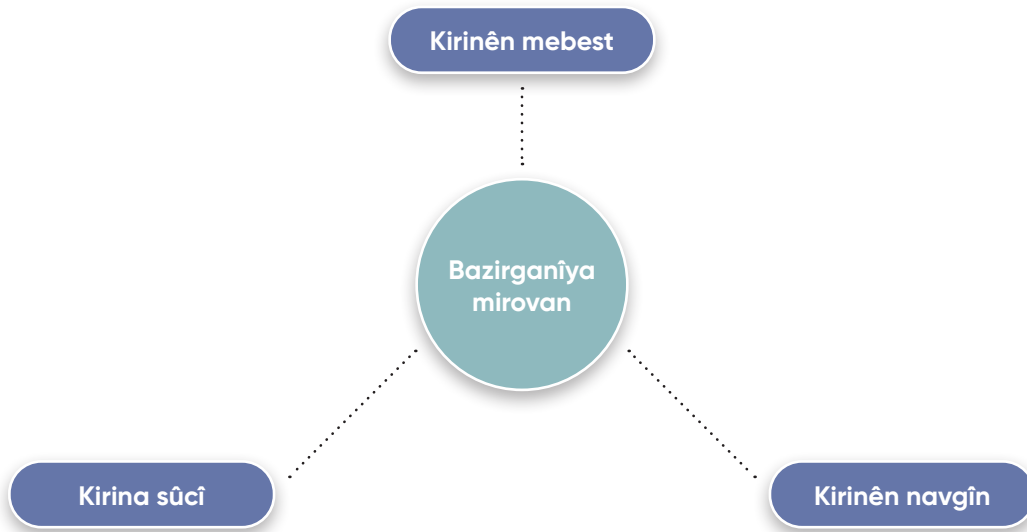 Kirinên mebest
Bazirganîya
mirovan
Kirina sûcî
Kirinên navgîn